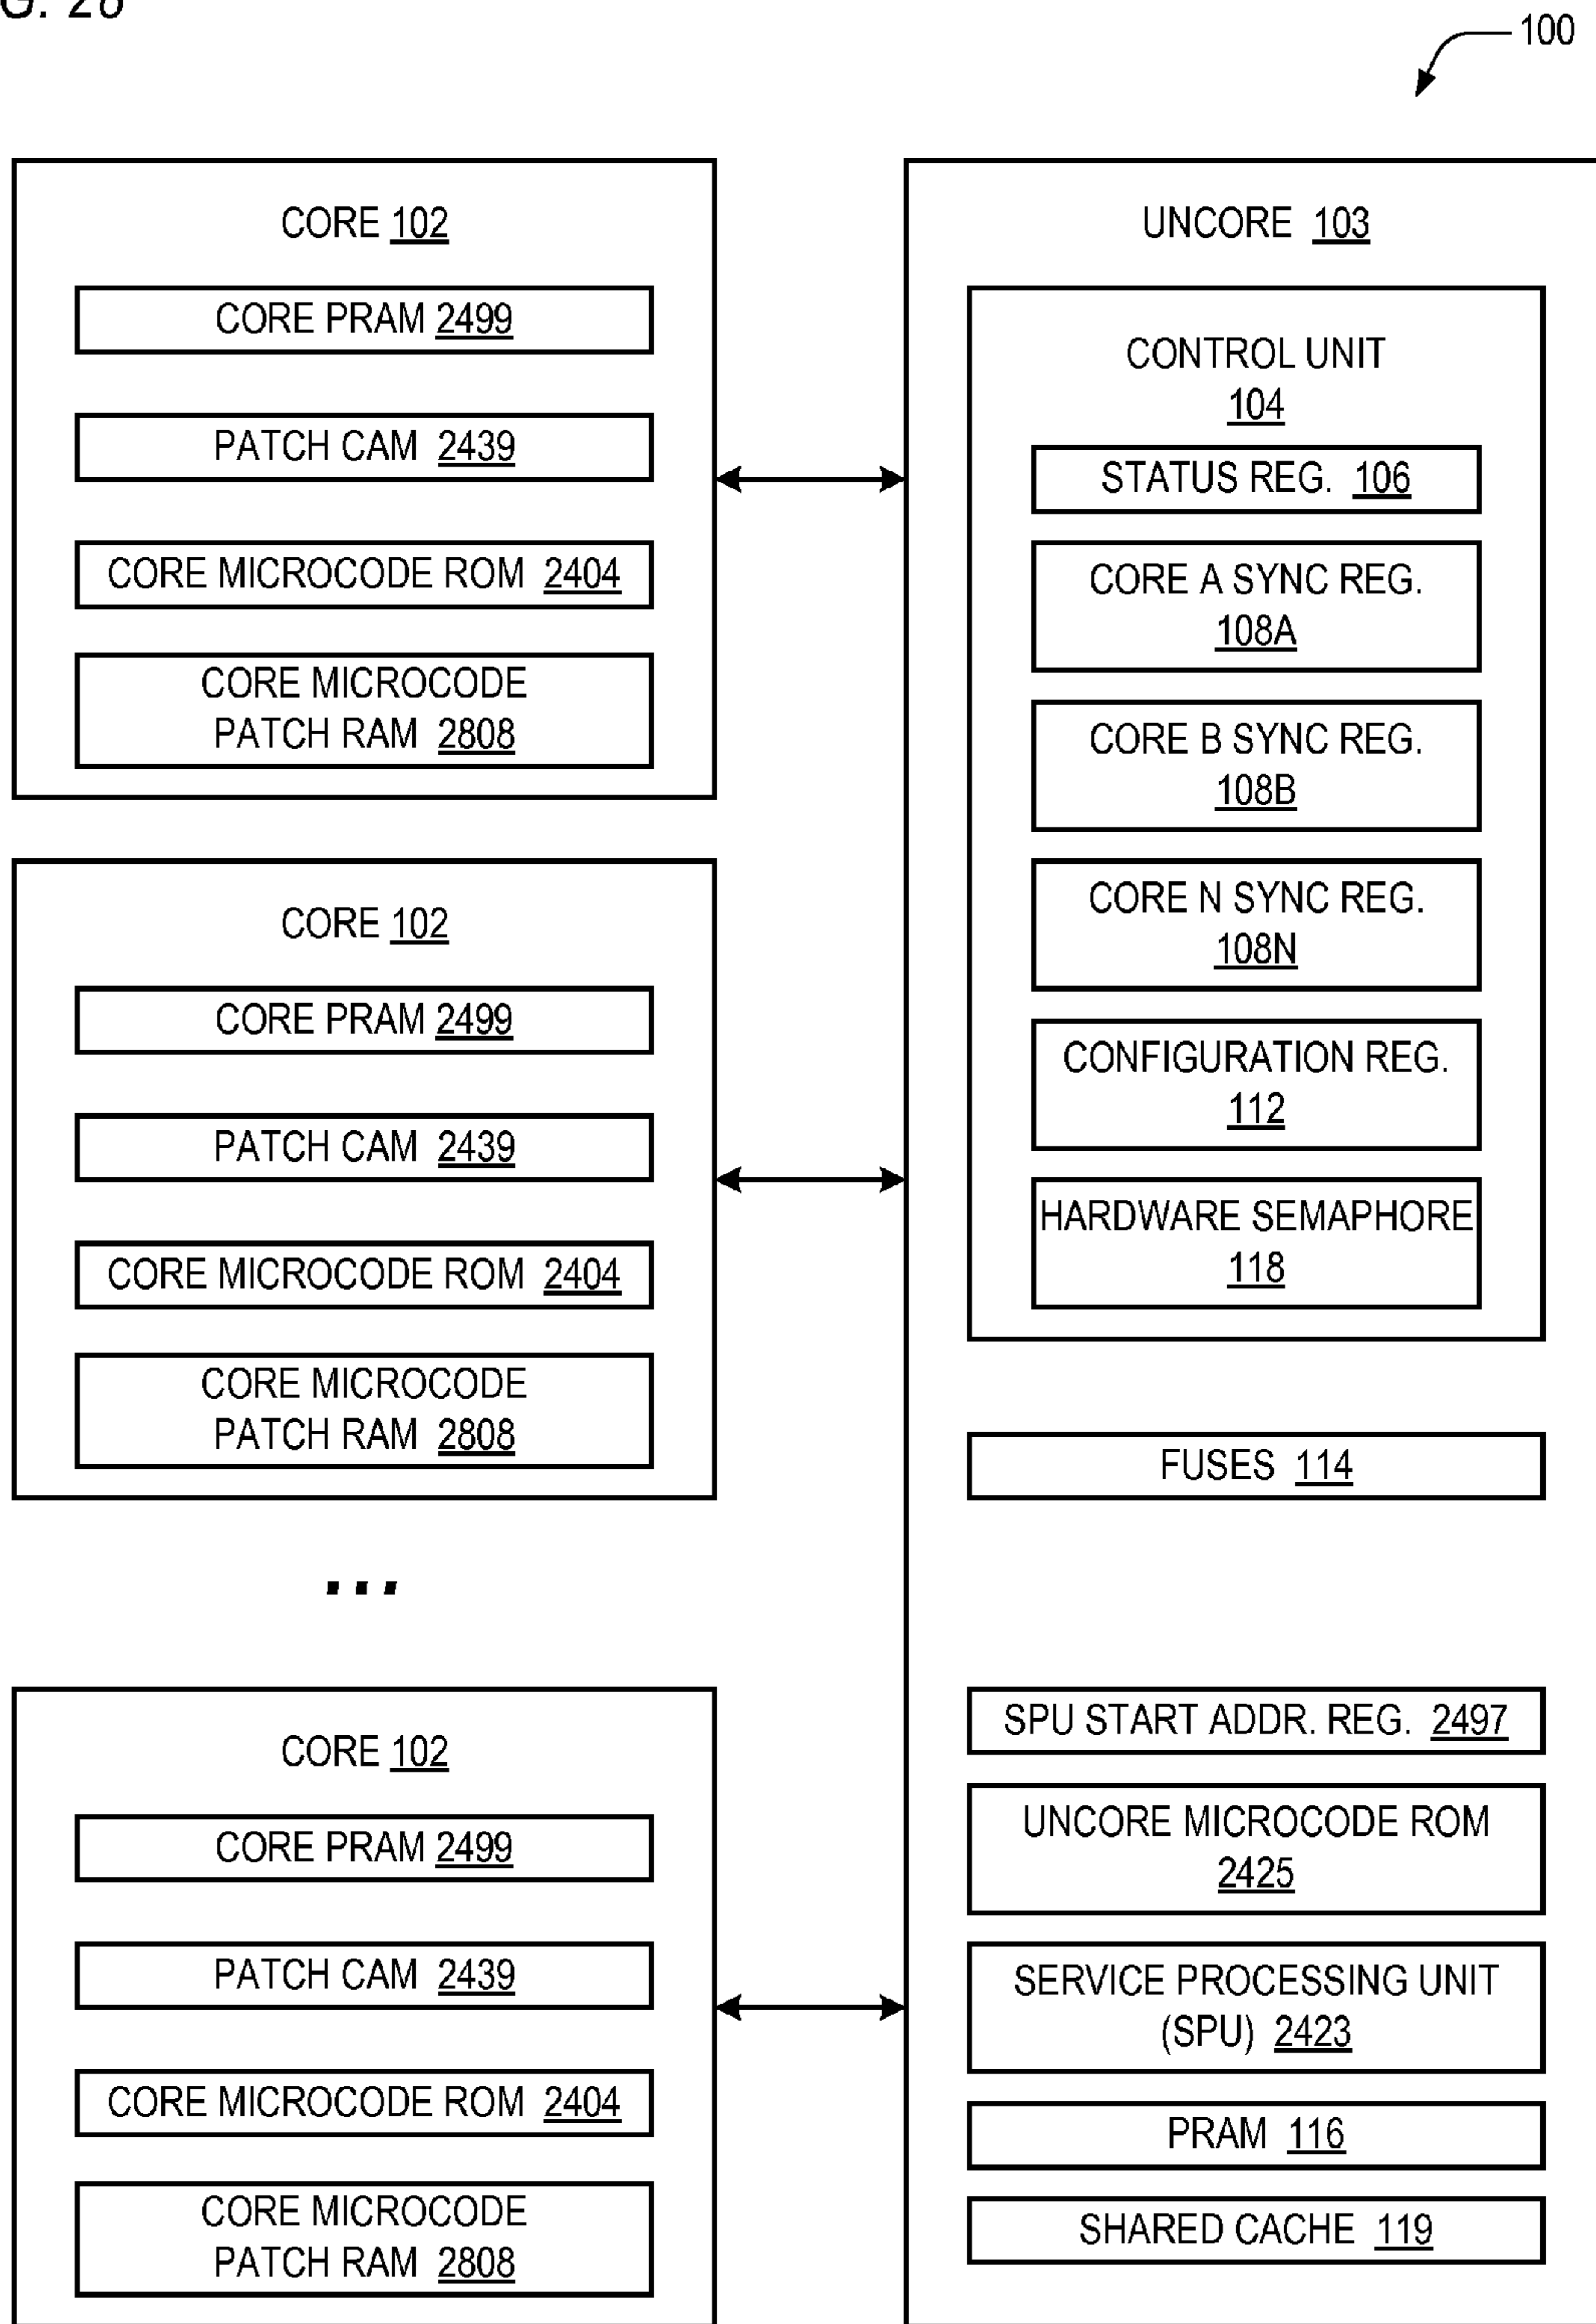 G. 28
100
CORE 102
CORE PRAM 2499
PATCH CAM 2439
CORE MICROCODE ROM 2404
CORE MICROCODE
PATCH RAM 2808
CORE 102
CORE PRAM 2499
PATCH CAM 2439
CORE MICROCODE ROM 2404
CORE MICROCODE
PATCH RAM 2808
...
CORE 102
CORE PRAM 2499
PATCH CAM 2439
CORE MICROCODE ROM 2404
CORE MICROCODE
PATCH RAM 2808
UNCORE 103
CONTROL UNIT
104
STATUS REG. 106
CORE A SYNC REG.
108A
CORE B SYNC REG.
108B
CORE N SYNC REG.
108N
CONFIGURATION REG.
112
HARDWARE SEMAPHORE
118
FUSES 114
SPU START ADDR. REG. 2497
UNCORE MICROCODE ROM
2425
SERVICE PROCESSING UNIT
(SPU) 2423
PRAM 116
SHARED CACHE 119